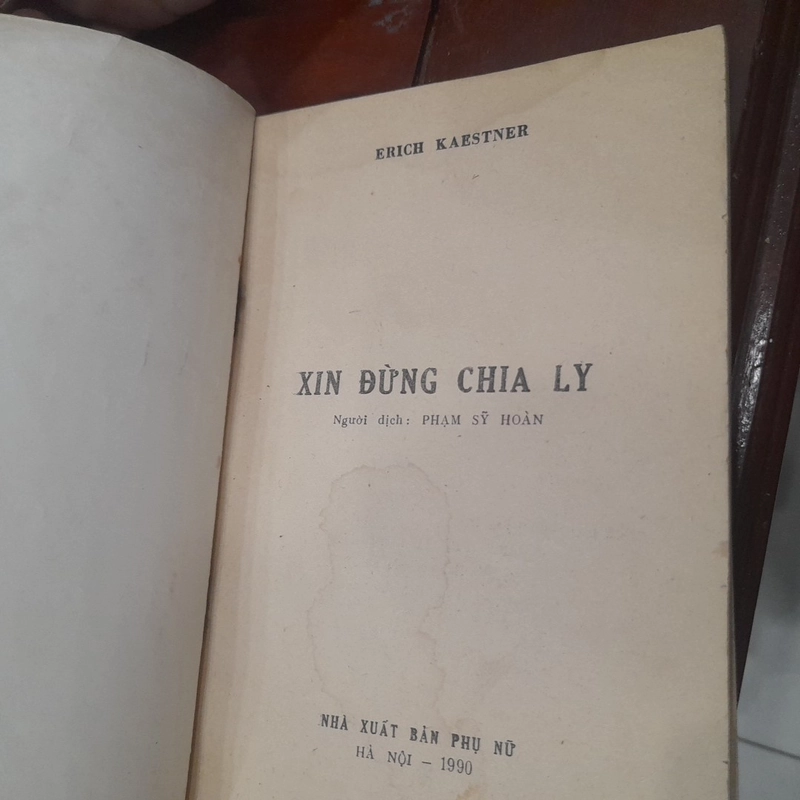 ERICH KAESTNER
XIN ĐỪNG CHIA LY
Người dịch: PHẠM SỸ HOÀN
NHÀ XUẤT BẢN PHỤ NỮ
HÀ NỘI – 1990